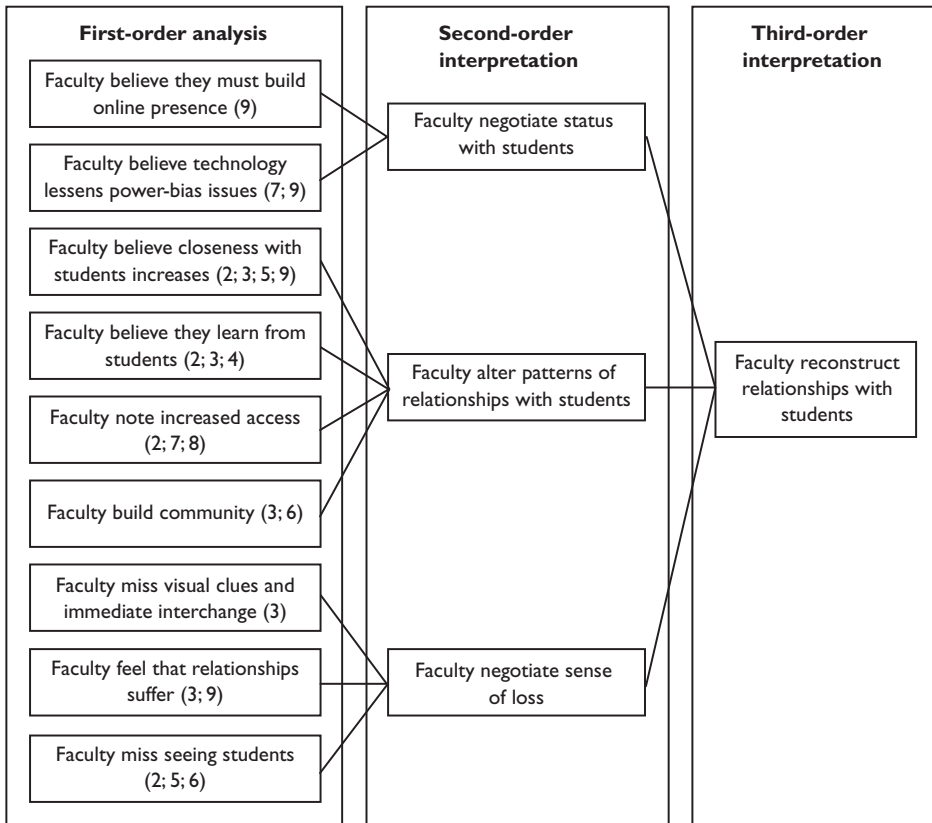 First-order analysis
Faculty believe they must build
online presence (9)
Faculty believe technology
lessens power-bias issues (7; 9)
Faculty believe closeness with
students increases (2; 3; 5; 9)
Faculty believe they learn from
students (2; 3; 4)
Faculty note increased access
(2; 7; 8)
Faculty build community (3; 6)
Faculty miss visual clues and
immediate interchange (3)
Faculty feel that relationships
suffer (3; 9)
Faculty miss seeing students
(2; 5; 6)
Second-order
interpretation
Faculty negotiate status
with students
Faculty alter patterns of
relationships with students
Faculty negotiate sense
of loss
Third-order
interpretation
Faculty reconstruct
relationships with
students